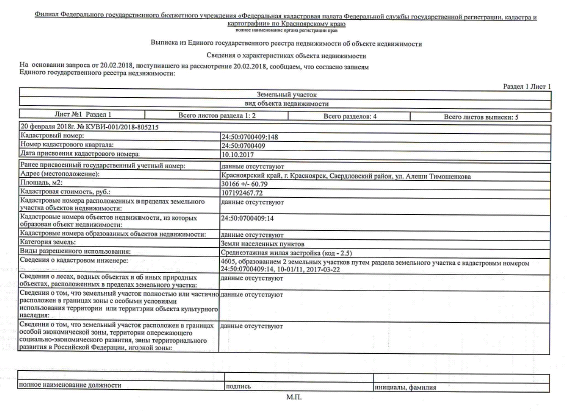 Филиал Федерального государственного бюджетного учреждения «Федеральная кадастровая палата Федеральной службы государственной регистрации, кадастра и
картографии» по Красноярскому краю
полное наименование органа регистрации прав
Выписка из Единого государственного реестра недвижимости об объекте недвижимости
Сведения о характеристиках объекта недвижимости
На основании запроса от 20.02.2018, поступившего на рассмотрение 20.02.2018, сообщаем, что согласно записям
Единого государственного реестра недвижимости:
Раздел 1 Лист 1
Земельный участок
вид объекта недвижимости
Лист №1 Раздел 1 Всего листов раздела 1: 2 Всего разделов: 4 Всего листов выписки: 5
20 февраля 2018г. № КУВИ-001/2018-805215
Кадастровый номер: 24:50:0700409:148
Номер кадастрового квартала: 24:50:0700409
Дата присвоения кадастрового номера: 10.10.2017
Ранее присвоенный государственный учетный номер: данные отсутствуют
Адрес (местоположение): Красноярский край, г. Красноярск, Свердловский район, ул. Алеши Тимошенкова
Площадь, м2: 30166 +/- 60.79
Кадастровая стоимость, руб.: 107192467.72
Кадастровые номера расположенных в пределах земельного данные отсутствуют
участка объектов недвижимости:
Кадастровые номера объектов недвижимости, из которых 24:50:0700409:14
образован объект недвижимости:
Кадастровые номера образованных объектов недвижимости: данные отсутствуют
Категория земель: Земли населенных пунктов
Виды разрешенного использования: Среднеэтажная жилая застройка (код - 2.5)
Сведения о кадастровом инженере: 4605, образованием 2 земельных участков путем раздела земельного участка с кадастровым номером
24:50:0700409:14, 10-01/11, 2017-03-22
Сведения о лесах, водных объектах и об иных природных данные отсутствуют
объектах, расположенных в пределах земельного участка:
Сведения о том, что земельный участок полностью или частично данные отсутствуют
расположен в границах зоны с особыми условиями
использования территории или территории объекта культурного
наследия:
Сведения о том, что земельный участок расположен в границах данные отсутствуют
особой экономической зоны, территории опережающего
социально-экономического развития, зоны территориального
развития в Российской Федерации, игорной зоны:
полное наименование должности подпись инициалы, фамилия
М.П.